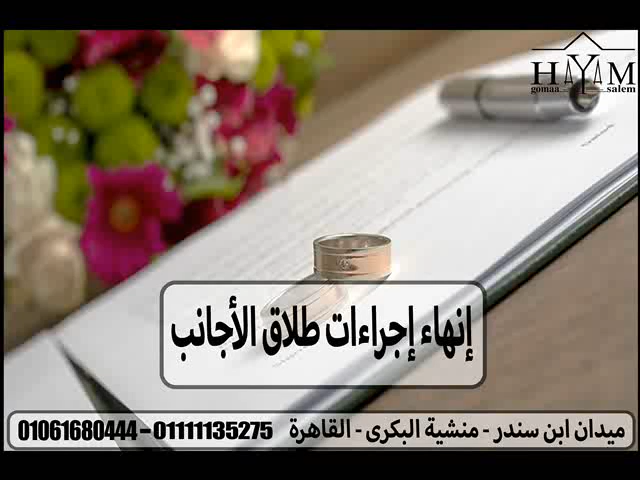 HAYAM
gomaa salem
إنهاء إجراءات طلاق الأجانب
ميدان ابن سندر - منشية البكرى - القاهرة 01111135275 - 01061680444